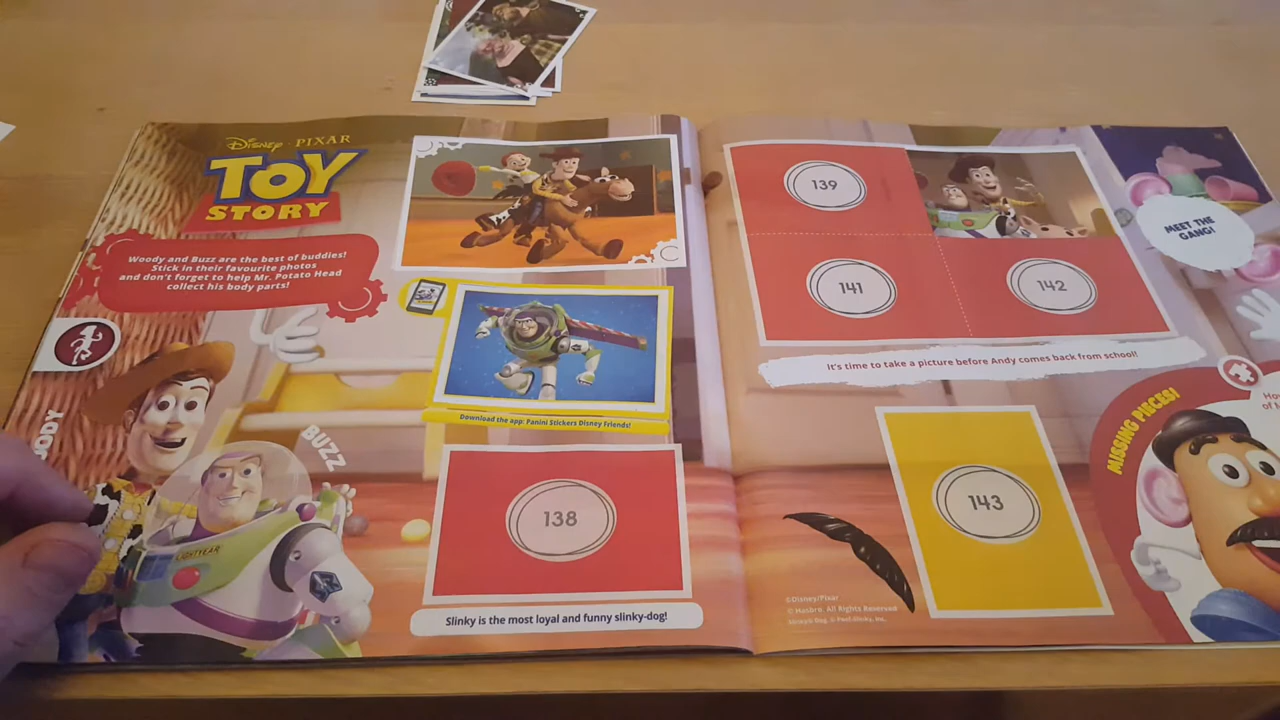 Disney · PIXAR
TOY
STORY
Woody and Buzz are the best of buddies!
Stick in their favourite photos
and don't forget to help Mr. Potato Head
collect his body parts!
BUZZ
LIGHTYEAR
Download the app: Panini Stickers Disney Friends!
138
Slinky is the most loyal and funny slinky-dog!
139
141
142
It's time to take a picture before Andy comes back from school!
MEET THE
GANG!
143
MISSING PIECES!
©Disney/Pixar
© Hasbro. All Rights Reserved
Slinky® Dog. © Poof-Slinky, Inc.